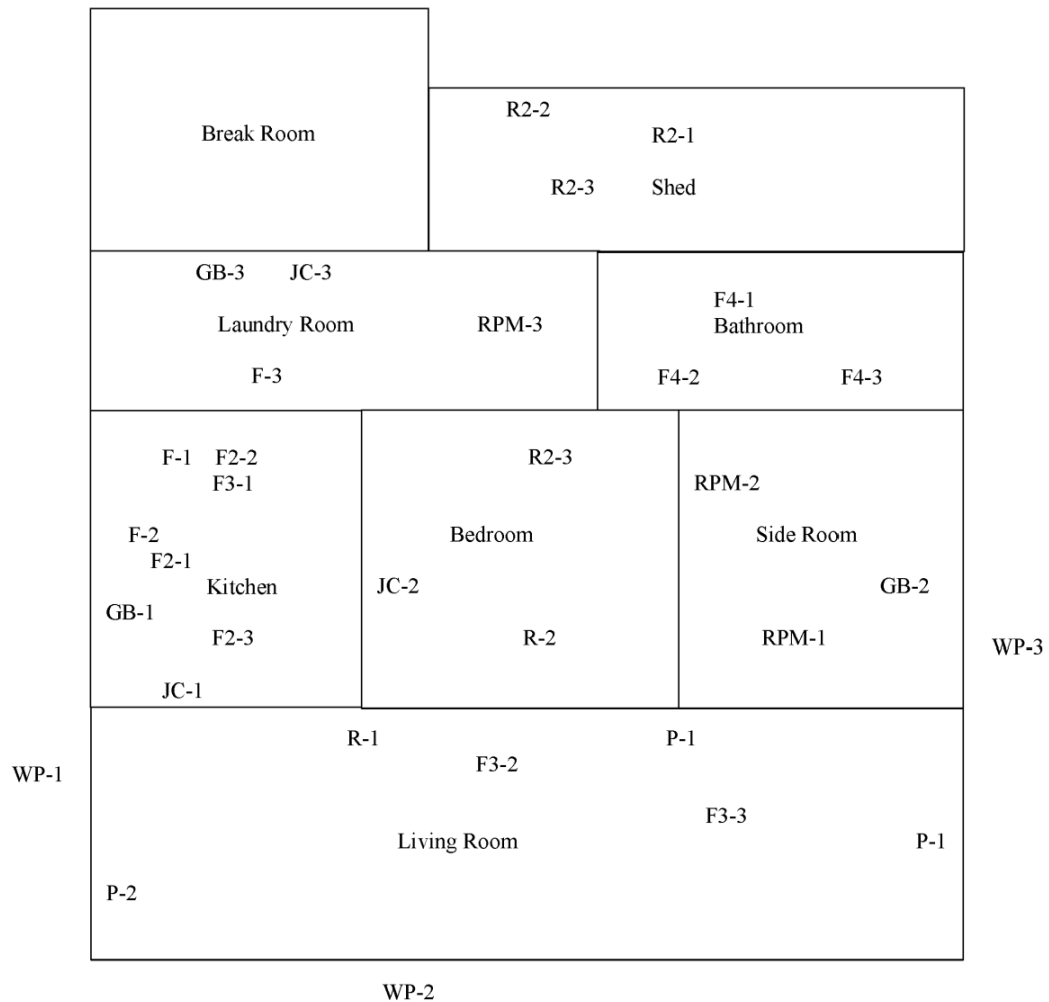 Break Room
R2-2
R2-1
R2-3 Shed
GB-3 JC-3
Laundry Room RPM-3
F-3
F4-1
Bathroom
F4-2 F4-3
F-1 F2-2
F3-1
F-2
F2-1
Kitchen
GB-1
F2-3
JC-1
R2-3
Bedroom
JC-2
R-2
RPM-2
Side Room
GB-2
RPM-1
WP-3
WP-1
R-1 P-1
F3-2
F3-3
Living Room P-1
P-2
WP-2